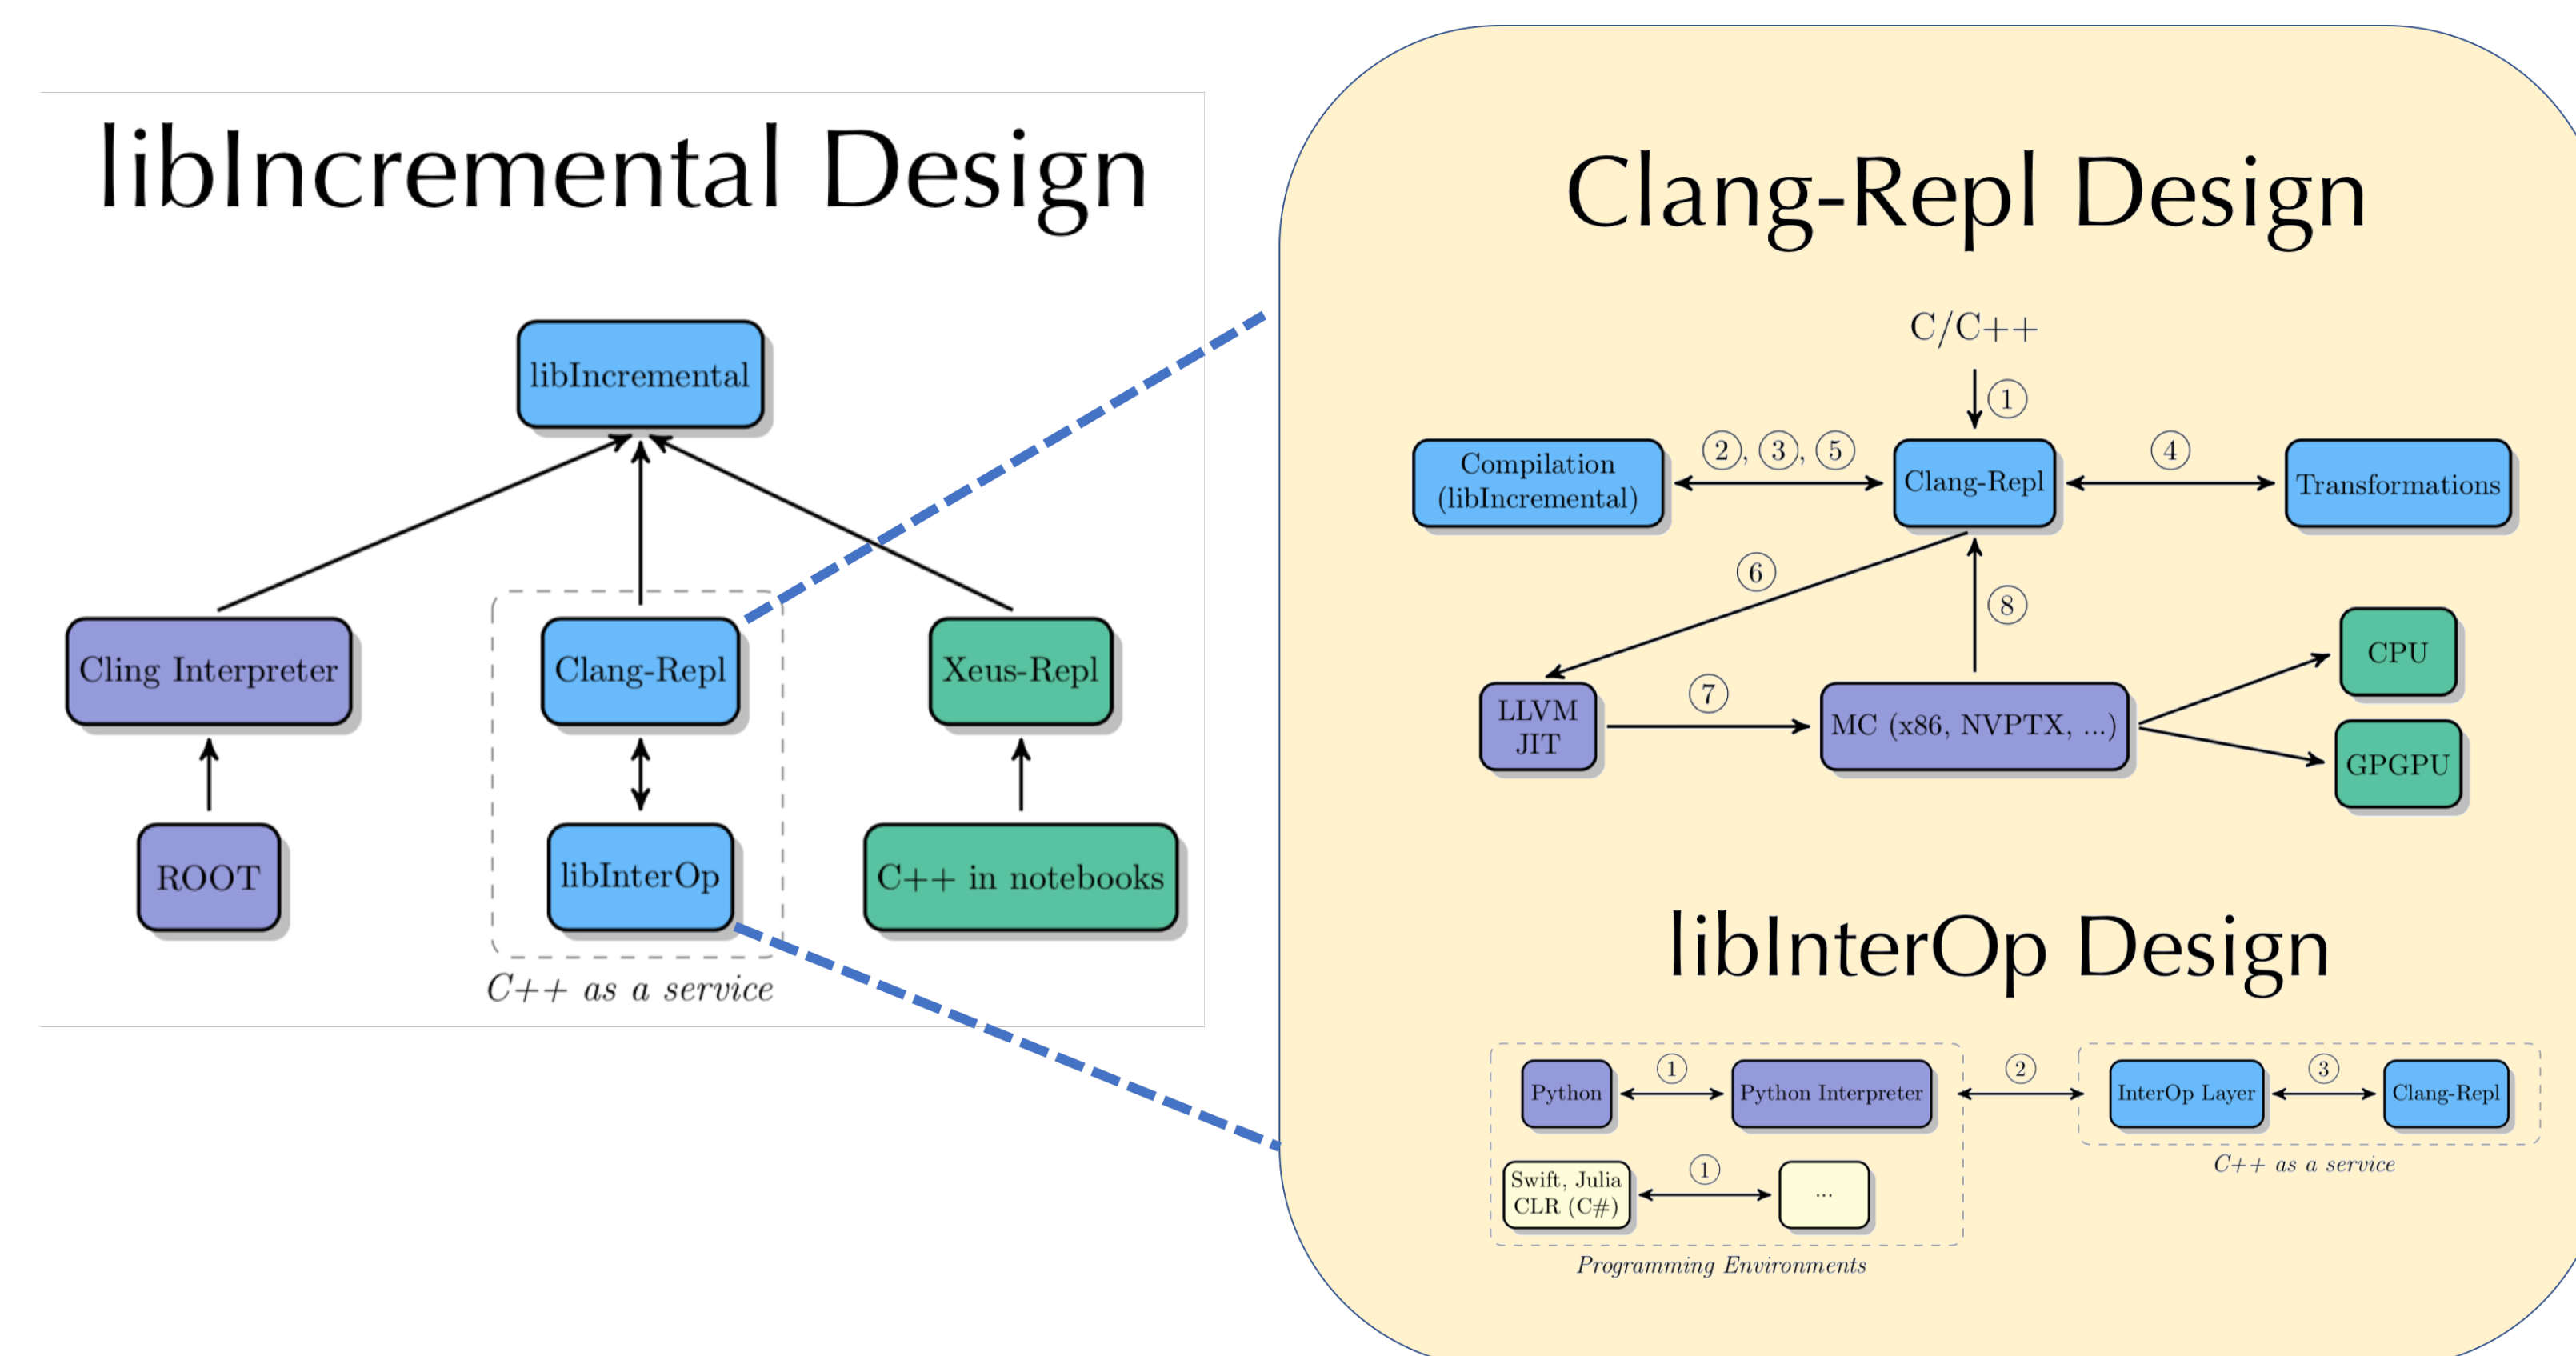 libIncremental Design
libIncremental
Cling Interpreter
Clang-Repl
Xeus-Repl
ROOT
libInterOp
C++ in notebooks
C++ as a service
Clang-Repl Design
C/C++
1
Compilation
(libIncremental)
2, 3, 5
Clang-Repl
4
Transformations
6
8
CPU
LLVM
JIT
7
MC (x86, NVPTX, ...)
GPGPU
libInterOp Design
Python
1
Python Interpreter
2
InterOp Layer
3
Clang-Repl
C++ as a service
Swift, Julia
CLR (C#)
1
...
Programming Environments